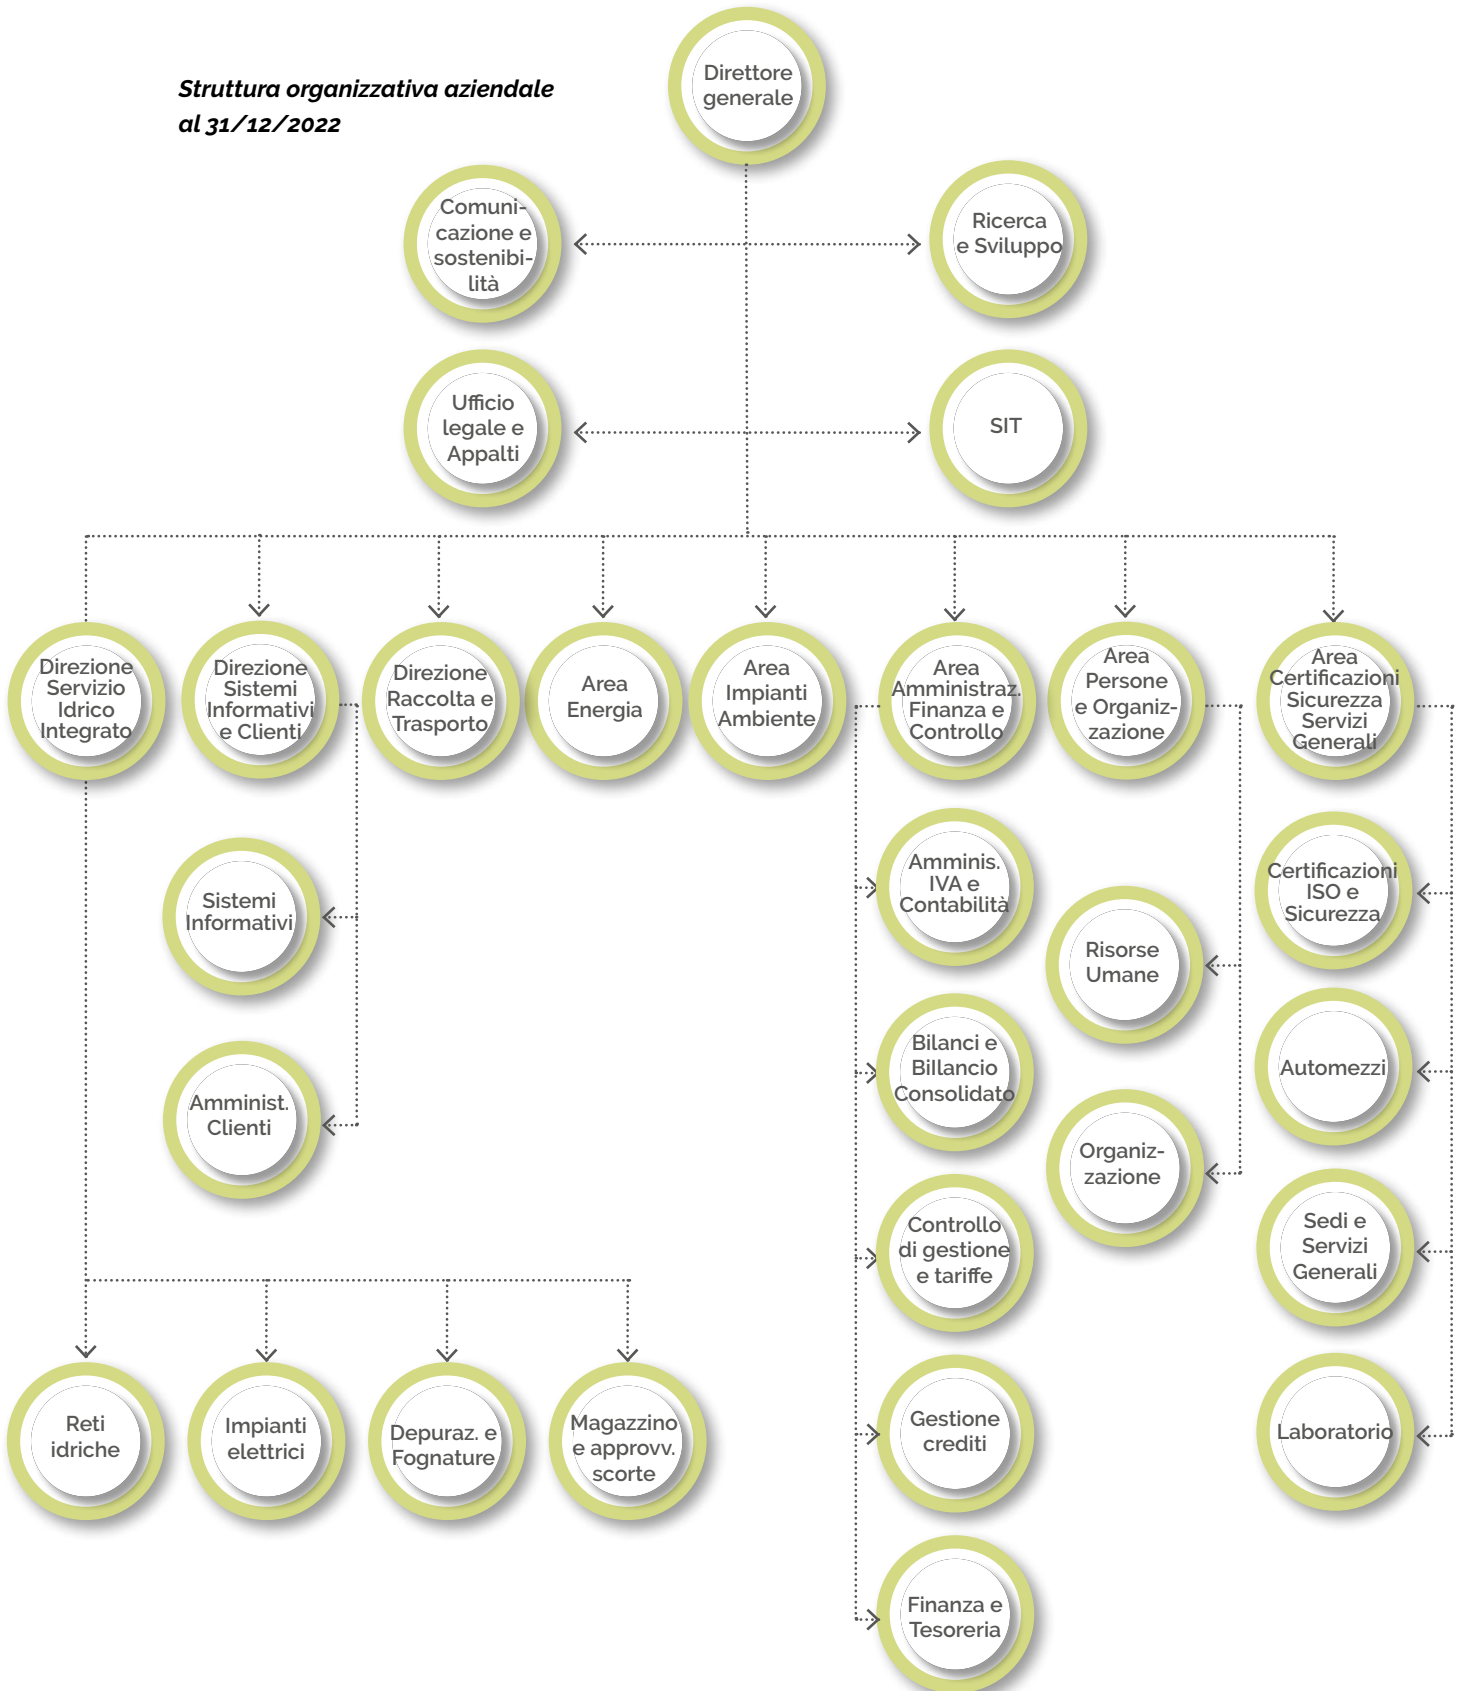 Struttura organizzativa aziendale
al 31/12/2022
Direttore
generale
Comuni-
cazione e
sostenibi-
lità
Ricerca
e Sviluppo
Ufficio
legale e
Appalti
SIT
Direzione
Servizio
Idrico
Integrato
Direzione
Sistemi
Informativi
e Clienti
Direzione
Raccolta e
Trasporto
Area
Energia
Area
Impianti
Ambiente
Area
Amministraz.
Finanza e
Controllo
Area
Persone
e Organiz-
zazione
Area
Certificazioni
Sicurezza
Servizi
Generali
Sistemi
Informativi
Amminist.
Clienti
Reti
idriche
Impianti
elettrici
Depuraz. e
Fognature
Magazzino
e approvv.
scorte
Amminis.
IVA e
Contabilità
Bilanci e
BiIlancio
Consolidato
Controllo
di gestione
e tariffe
Gestione
crediti
Finanza e
Tesoreria
Risorse
Umane
Organiz-
zazione
Certificazioni
ISO e
Sicurezza
Automezzi
Sedi e
Servizi
Generali
Laboratorio